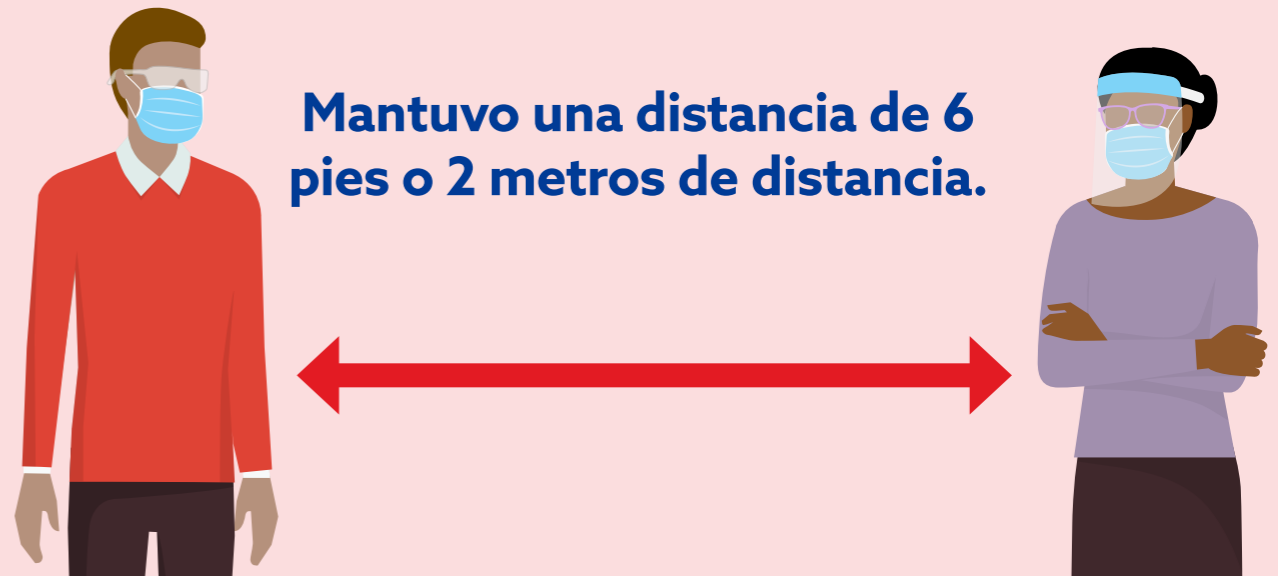 Mantuvo una distancia de 6
pies o 2 metros de distancia.